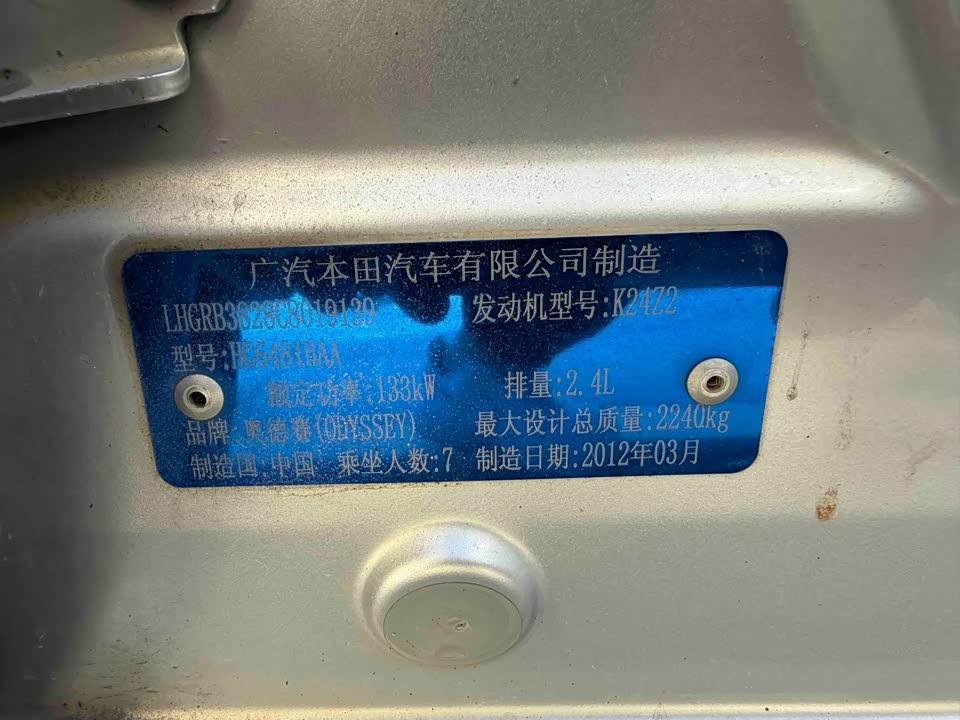 广汽本田汽车有限公司制造
LHGRB3828C8019139 发动机型号:K24Z2
型号:HG6481BAA
额定功率:133kW 排量:2.4L
品牌:奥德赛(ODYSSEY) 最大设计总质量:2240kg
制造国:中国 乘坐人数:7 制造日期:2012年03月